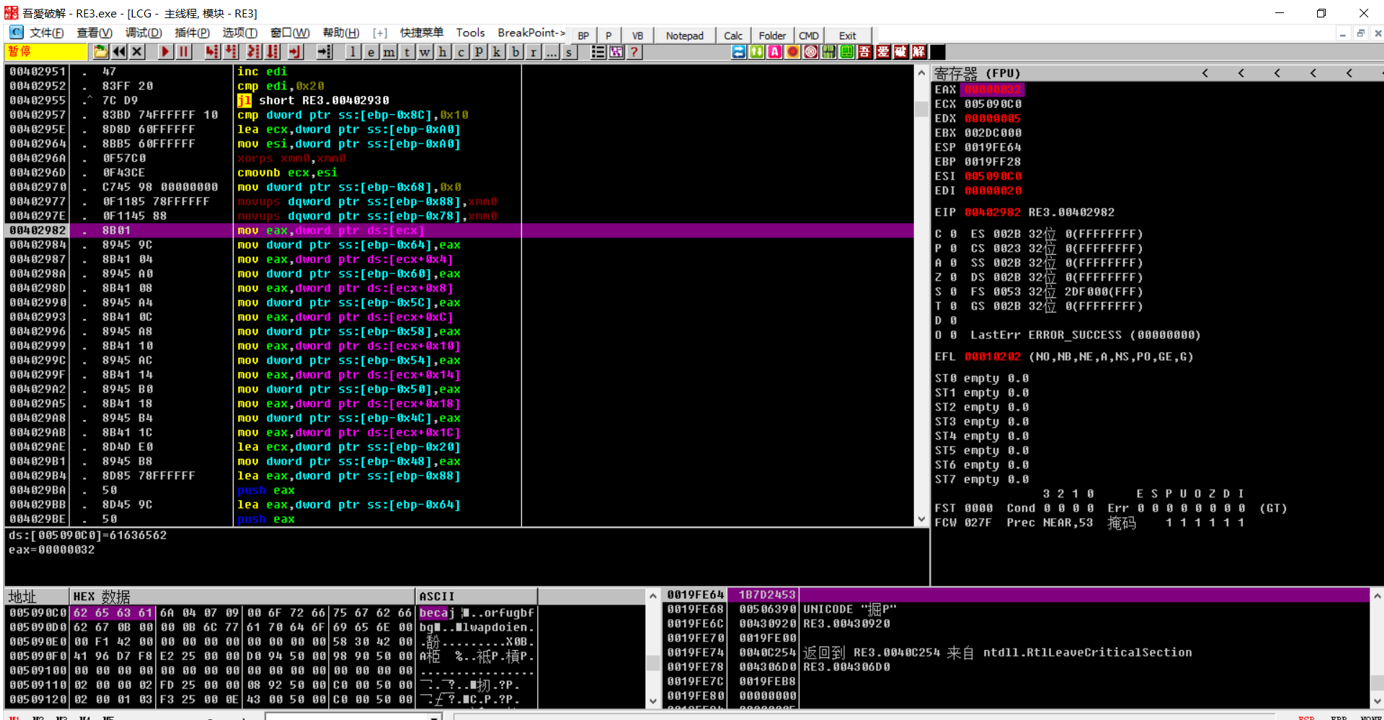 吾愛破解 - RE3.exe - [LCG - 主线程, 模块 - RE3]
文件(F) 查看(V) 调试(D) 插件(P) 选项(T) 窗口(W) 帮助(H) [+] 快捷菜单 Tools BreakPoint-> BP P VB Notepad Calc Folder CMD Exit
暂停 l e m t w h c p k b r ... s ? 吾 爱 破 解
00402951 . 47 inc edi
00402952 . 83FF 20 cmp edi,0x20
00402955 .^ 7C D9 jl short RE3.00402930
00402957 . 83BD 74FFFFFF 10 cmp dword ptr ss:[ebp-0x8C],0x10
0040295E . 8D8D 60FFFFFF lea ecx,dword ptr ss:[ebp-0xA0]
00402964 . 8BB5 60FFFFFF mov esi,dword ptr ss:[ebp-0xA0]
0040296A . 0F57C0 xorps xmm0,xmm0
0040296D . 0F43CE cmovnb ecx,esi
00402970 . C745 98 00000000 mov dword ptr ss:[ebp-0x68],0x0
00402977 . 0F1185 78FFFFFF movups dqword ptr ss:[ebp-0x88],xmm0
0040297E . 0F1145 88 movups dqword ptr ss:[ebp-0x78],xmm0
00402982 . 8B01 mov eax,dword ptr ds:[ecx]
00402984 . 8945 9C mov dword ptr ss:[ebp-0x64],eax
00402987 . 8B41 04 mov eax,dword ptr ds:[ecx+0x4]
0040298A . 8945 A0 mov dword ptr ss:[ebp-0x60],eax
0040298D . 8B41 08 mov eax,dword ptr ds:[ecx+0x8]
00402990 . 8945 A4 mov dword ptr ss:[ebp-0x5C],eax
00402993 . 8B41 0C mov eax,dword ptr ds:[ecx+0xC]
00402996 . 8945 A8 mov dword ptr ss:[ebp-0x58],eax
00402999 . 8B41 10 mov eax,dword ptr ds:[ecx+0x10]
0040299C . 8945 AC mov dword ptr ss:[ebp-0x54],eax
0040299F . 8B41 14 mov eax,dword ptr ds:[ecx+0x14]
004029A2 . 8945 B0 mov dword ptr ss:[ebp-0x50],eax
004029A5 . 8B41 18 mov eax,dword ptr ds:[ecx+0x18]
004029A8 . 8945 B4 mov dword ptr ss:[ebp-0x4C],eax
004029AB . 8B41 1C mov eax,dword ptr ds:[ecx+0x1C]
004029AE . 8D4D E0 lea ecx,dword ptr ss:[ebp-0x20]
004029B1 . 8945 B8 mov dword ptr ss:[ebp-0x48],eax
004029B4 . 8D85 78FFFFFF lea eax,dword ptr ss:[ebp-0x88]
004029BA . 50 push eax
004029BB . 8D45 9C lea eax,dword ptr ss:[ebp-0x64]
004029BE . 50 push eax
ds:[005090C0]=61636562
eax=00000032
寄存器 (FPU) < < < < <
EAX 00000032
ECX 005090C0
EDX 00000005
EBX 002DC000
ESP 0019FE64
EBP 0019FF28
ESI 005090C0
EDI 00000020
EIP 00402982 RE3.00402982
C 0 ES 002B 32位 0(FFFFFFFF)
P 0 CS 0023 32位 0(FFFFFFFF)
A 0 SS 002B 32位 0(FFFFFFFF)
Z 0 DS 002B 32位 0(FFFFFFFF)
S 0 FS 0053 32位 2DF000(FFF)
T 0 GS 002B 32位 0(FFFFFFFF)
D 0
O 0 LastErr ERROR_SUCCESS (00000000)
EFL 00010202 (NO,NB,NE,A,NS,PO,GE,G)
ST0 empty 0.0
ST1 empty 0.0
ST2 empty 0.0
ST3 empty 0.0
ST4 empty 0.0
ST5 empty 0.0
ST6 empty 0.0
ST7 empty 0.0
3 2 1 0 E S P U O Z D I
FST 0000 Cond 0 0 0 0 Err 0 0 0 0 0 0 0 0 (GT)
FCW 027F Prec NEAR,53 掩码 1 1 1 1 1 1
地址 HEX 数据 ASCII
005090C0 62 65 63 61 6A 04 07 09 00 6F 72 66 75 67 62 66 becaj ..orfugbf
005090D0 62 67 0B 00 00 0B 6C 77 61 70 64 6F 69 65 6E 00 bg ..lwapdoien.
005090E0 00 F1 42 00 00 00 00 00 00 00 00 00 58 30 42 00 .........X0B.
005090F0 41 96 D7 F8 E2 25 00 00 D0 94 50 00 98 90 50 00
00509100 00 00 00 00 00 00 00 00 00 00 00 00 00 00 00 00 ................
00509110 02 00 00 02 FD 25 00 00 08 92 50 00 C0 00 50 00
00509120 02 00 01 03 F3 25 00 0E 43 00 50 00 C0 00 50 00
0019FE64 1B7D2453
0019FE68 00506390 UNICODE "掘P"
0019FE6C 00430920 RE3.00430920
0019FE70 0019FE00
0019FE74 0040C254 返回到 RE3.0040C254 来自 ntdll.RtlLeaveCriticalSection
0019FE78 004306D0 RE3.004306D0
0019FE7C 0019FEB8
0019FE80 00000000